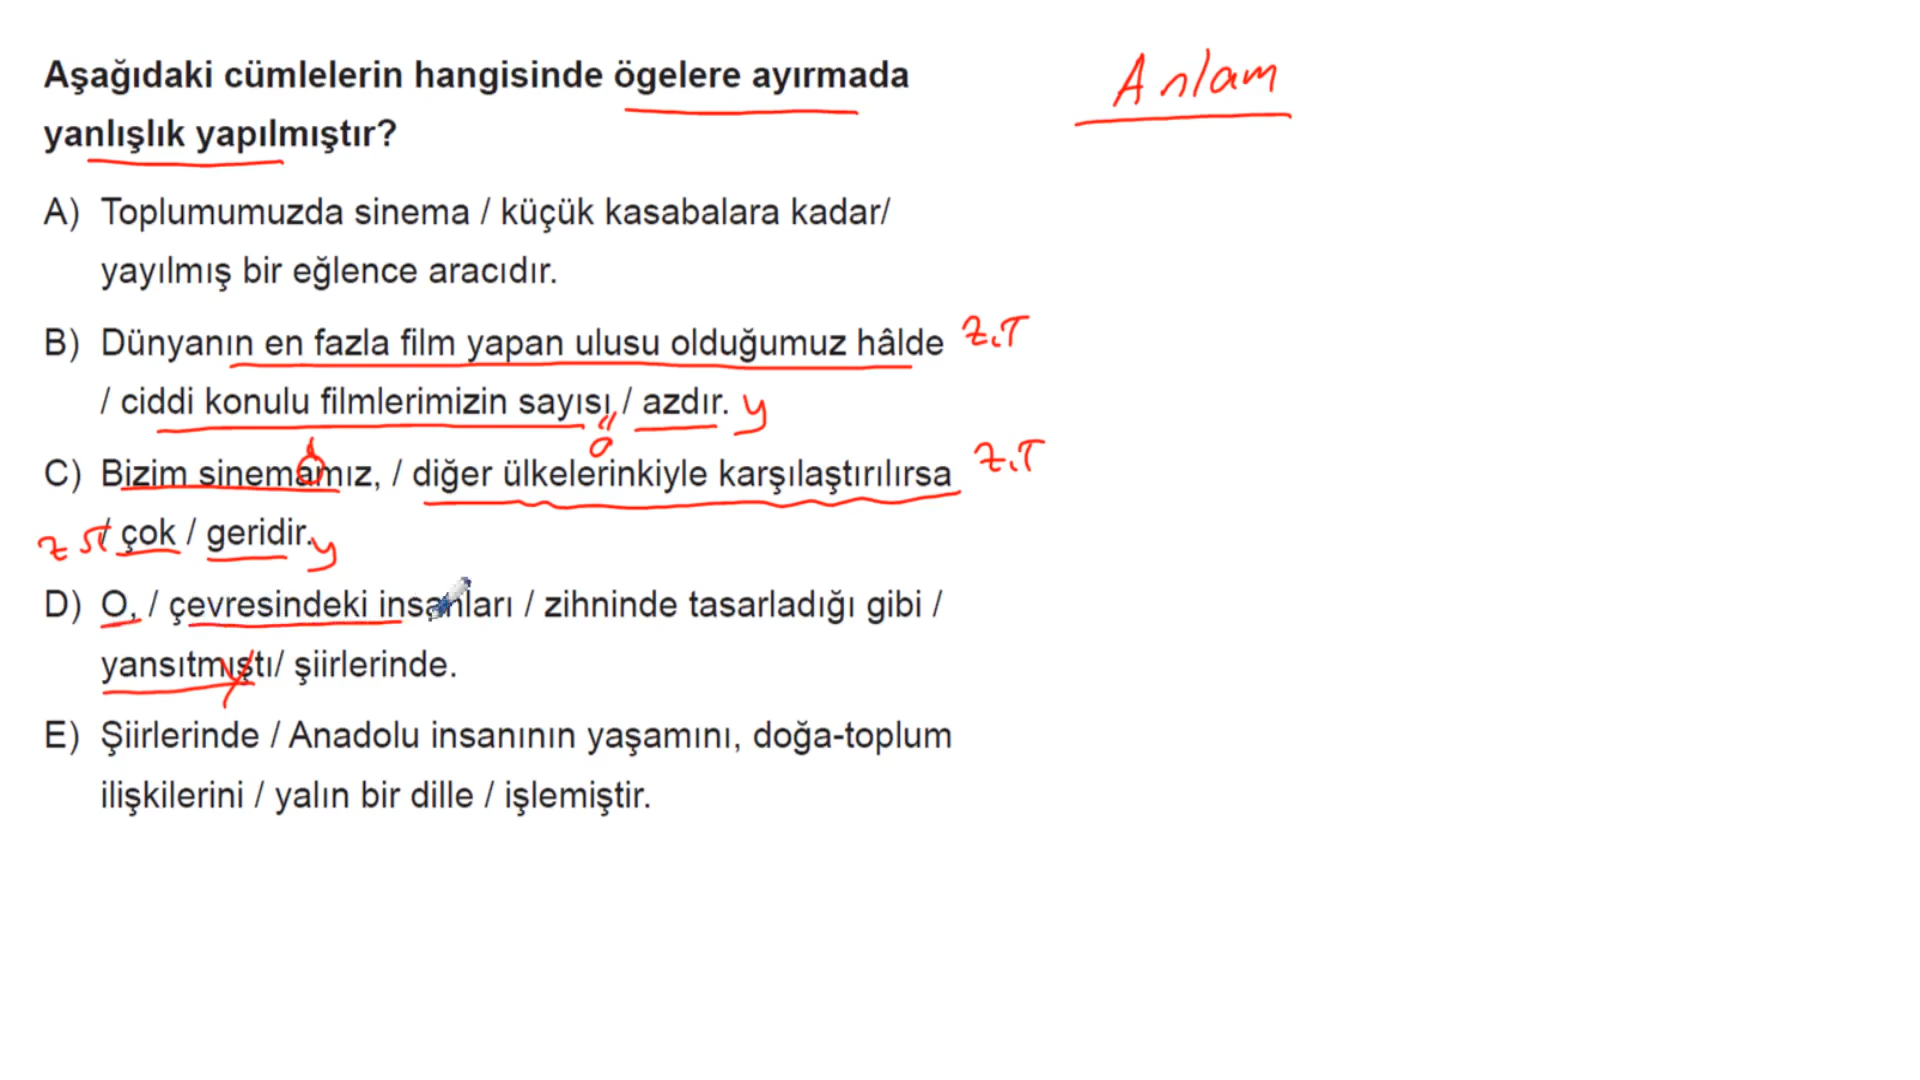 Aşağıdaki cümlelerin hangisinde ögelere ayırmada
yanlışlık yapılmıştır?
Anlam
A) Toplumumuzda sinema / küçük kasabalara kadar/
yayılmış bir eğlence aracıdır.
B) Dünyanın en fazla film yapan ulusu olduğumuz hâlde z.T
/ ciddi konulu filmlerimizin sayısı / azdır. y
ö
C) Bizim sinemamız, / diğer ülkelerinkiyle karşılaştırılırsa z.T
z T / çok / geridir. y
D) O, / çevresindeki insanları / zihninde tasarladığı gibi /
yansıtmıştı/ şiirlerinde.
E) Şiirlerinde / Anadolu insanının yaşamını, doğa-toplum
ilişkilerini / yalın bir dille / işlemiştir.